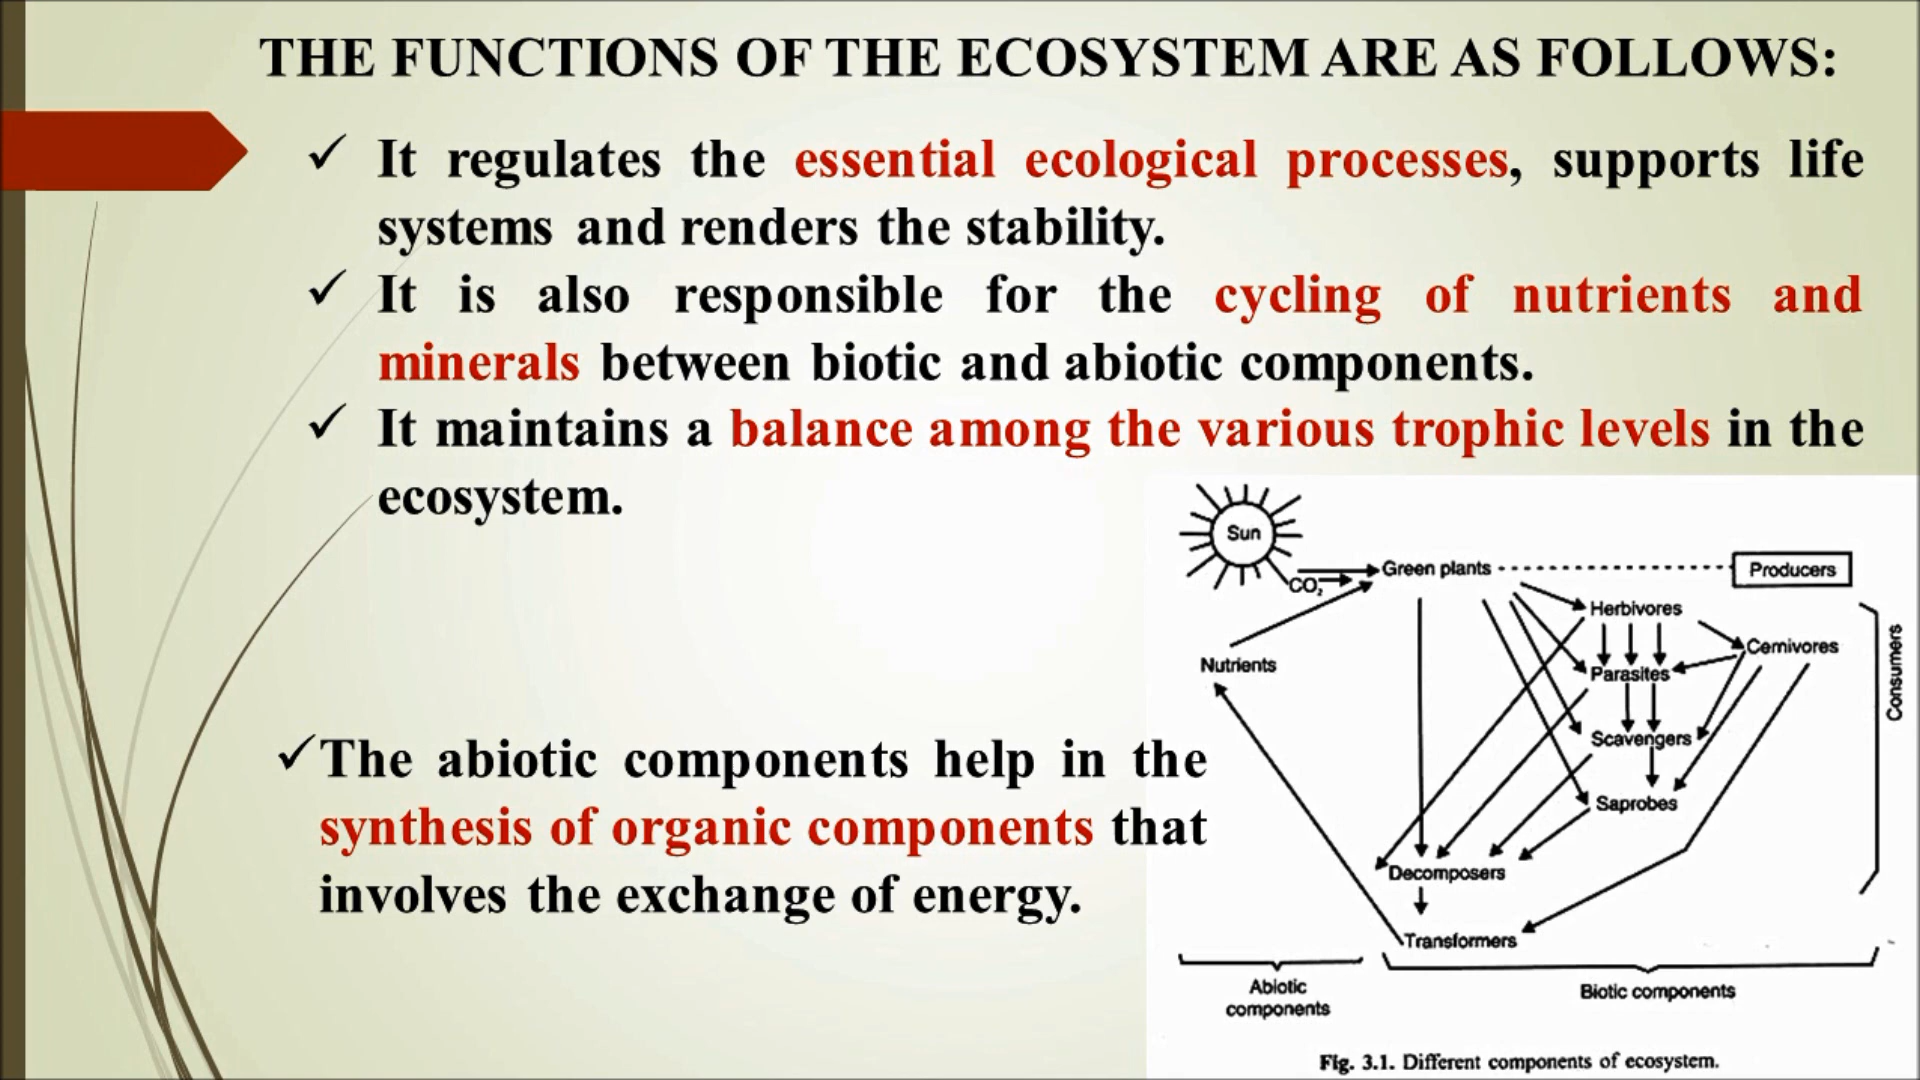 THE FUNCTIONS OF THE ECOSYSTEM ARE AS FOLLOWS:
✓ It regulates the essential ecological processes, supports life
systems and renders the stability.
✓ It is also responsible for the cycling of nutrients and
minerals between biotic and abiotic components.
✓ It maintains a balance among the various trophic levels in the
ecosystem.
✓The abiotic components help in the
synthesis of organic components that
involves the exchange of energy.
Sun
CO₂
Green plants
Producers
Herbivores
Cernivores
Consumers
Nutrients
Parasites
Scavengers
Saprobes
Decomposers
Transformers
Abiotic
components
Biotic components
Fig. 3.1. Different components of ecosystem.